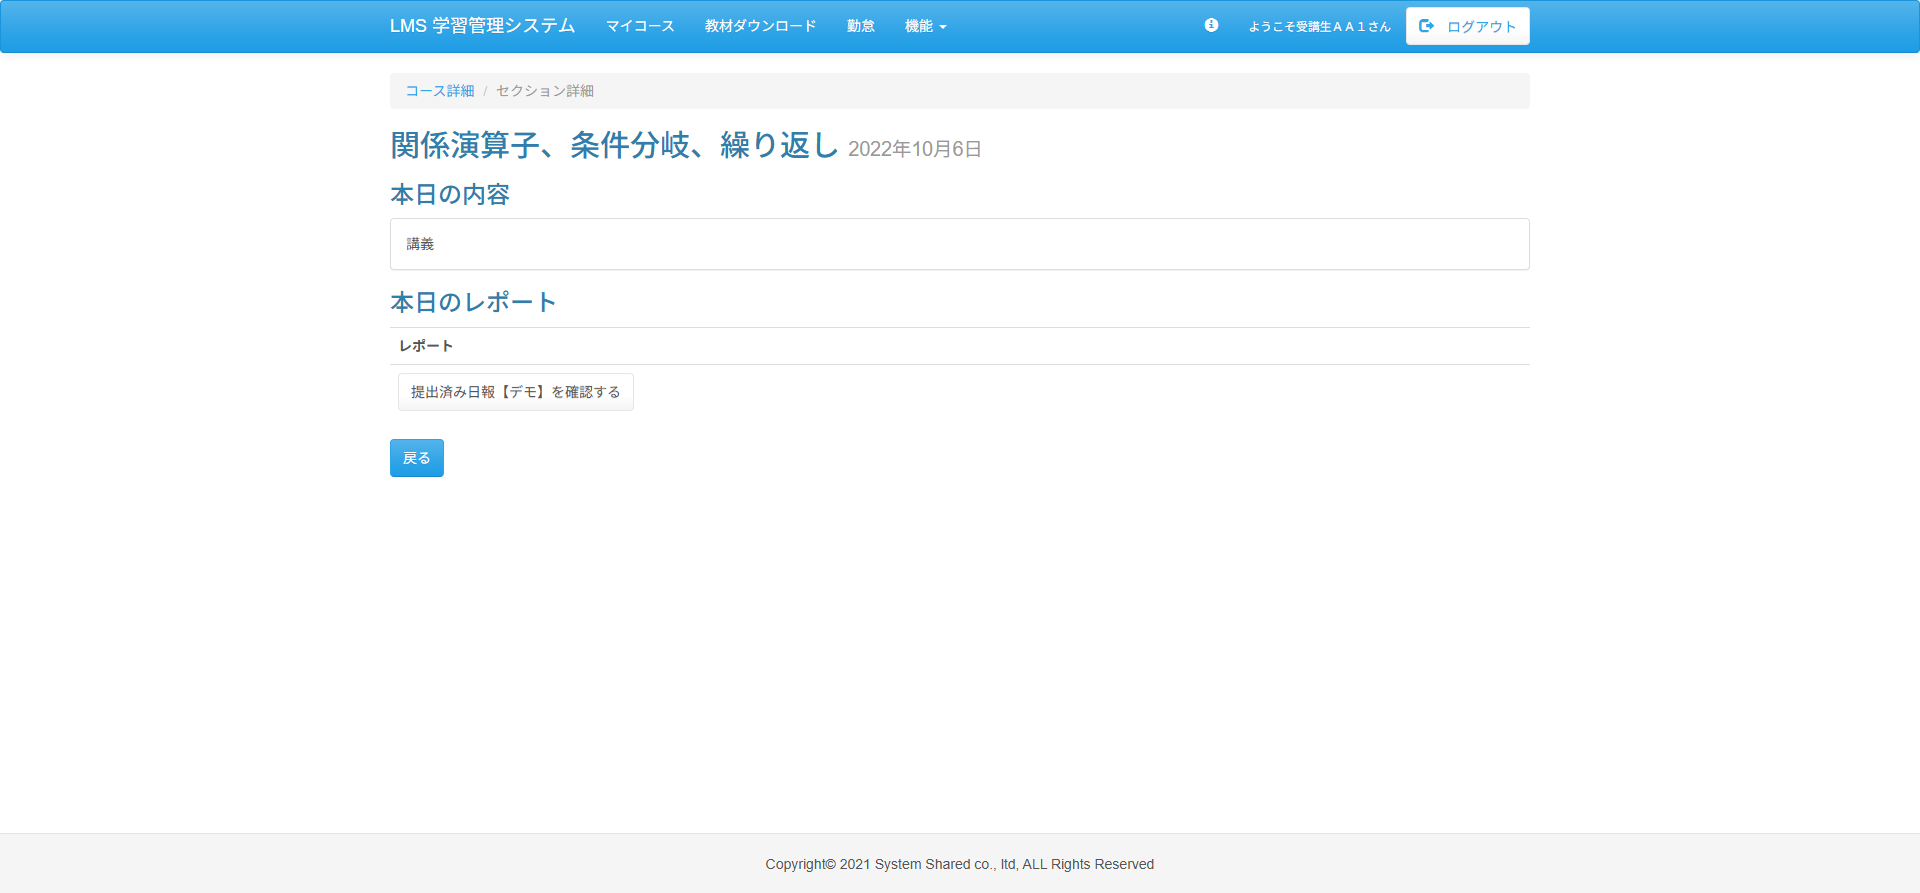 LMS 学習管理システム マイコース 教材ダウンロード 勤怠 機能 ようこそ受講生ＡＡ１さん ログアウト
コース詳細 / セクション詳細
関係演算子、条件分岐、繰り返し 2022年10月6日
本日の内容
講義
本日のレポート
レポート
提出済み日報【デモ】を確認する
戻る
Copyright© 2021 System Shared co., ltd, ALL Rights Reserved